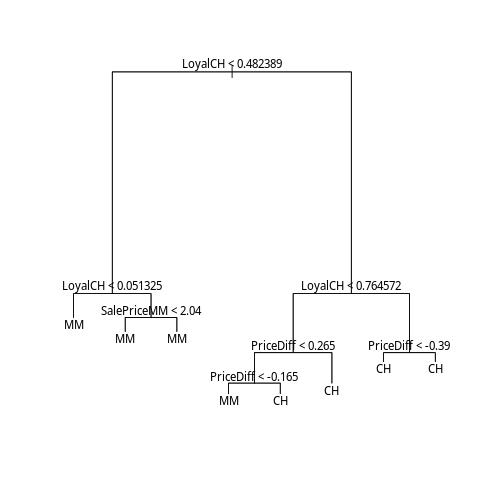 LoyalCH < 0.482389
LoyalCH < 0.051325
LoyalCH < 0.764572
MM
SalePriceMM < 2.04
MM
MM
PriceDiff < 0.265
PriceDiff < -0.39
PriceDiff < -0.165
CH
CH
CH
MM
CH